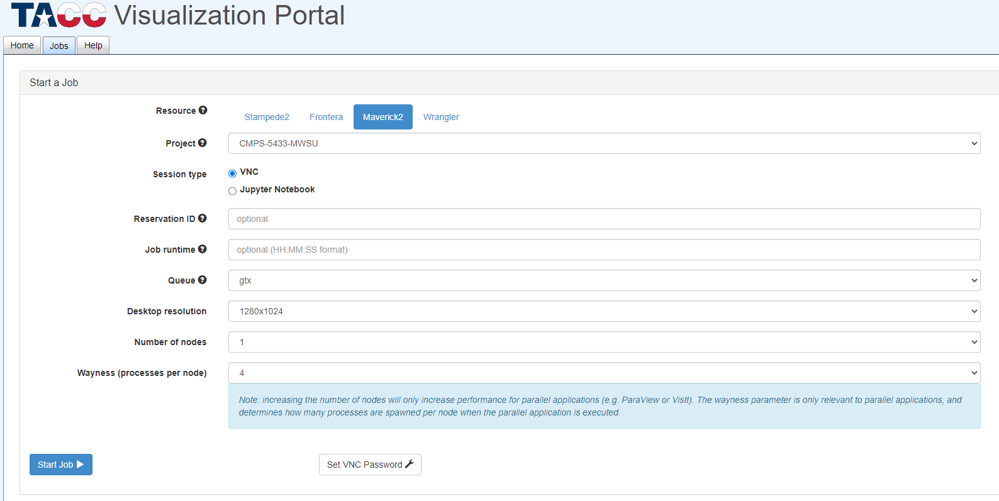 TACC Visualization Portal
Home Jobs Help
Start a Job
Resource Stampede2 Frontera Maverick2 Wrangler
Project CMPS-5433-MWSU
Session type VNC
Jupyter Notebook
Reservation ID optional
Job runtime optional (HH:MM:SS format)
Queue gtx
Desktop resolution 1280x1024
Number of nodes 1
Wayness (processes per node) 4
Note: increasing the number of nodes will only increase performance for parallel applications (e.g. ParaView or VisIt). The wayness parameter is only relevant to parallel applications, and
determines how many processes are spawned per node when the parallel application is executed.
Start Job Set VNC Password